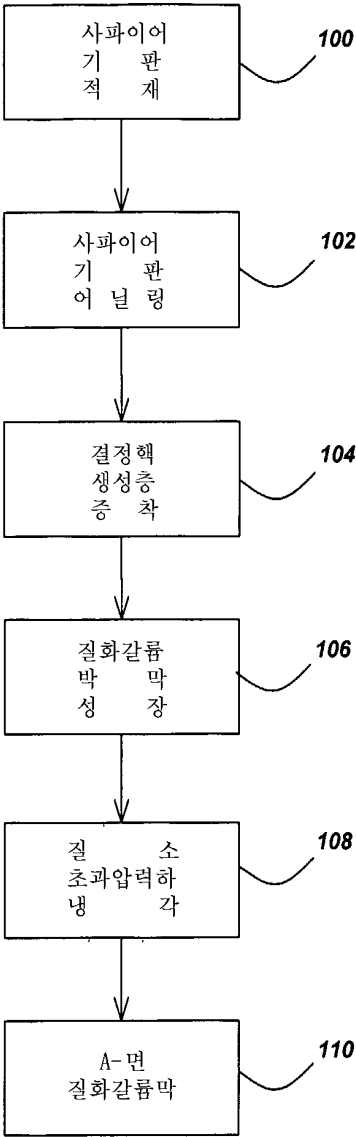 사파이어
기 판
적 재
100
사파이어
기 판
어 닐 링
102
결정핵
생성층
증 착
104
질화갈륨
박 막
성 장
106
질 소
초과압력하
냉 각
108
A-면
질화갈륨막
110